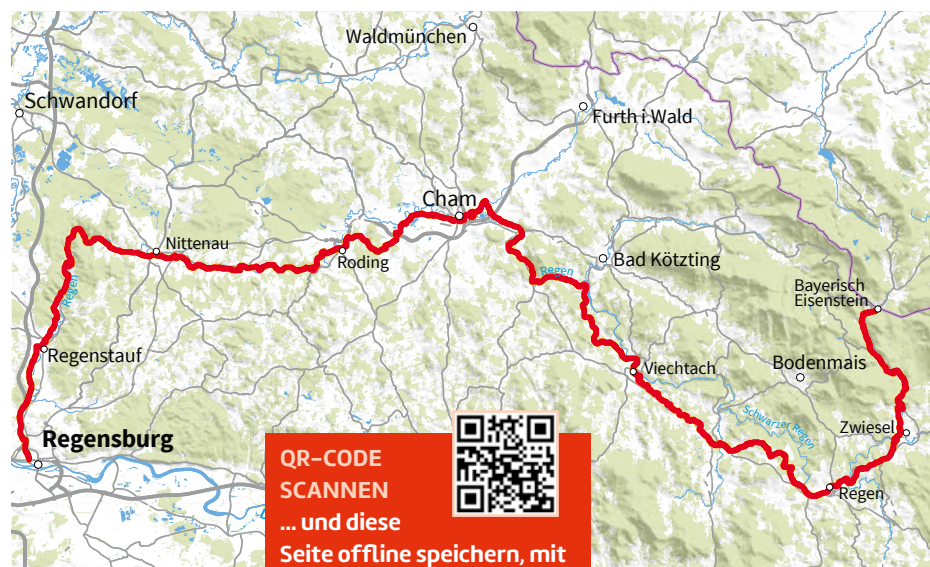 Waldmünchen
Schwandorf
Furth i.Wald
Cham
Nittenau
Roding
Regen
Bad Kötzting
Regen
Bayerisch
Eisenstein
Regenstauf
Viechtach
Bodenmais
Schwarzer Regen
Zwiesel
Regensburg
Regen
QR-CODE
SCANNEN
... und diese
Seite offline speichern, mit